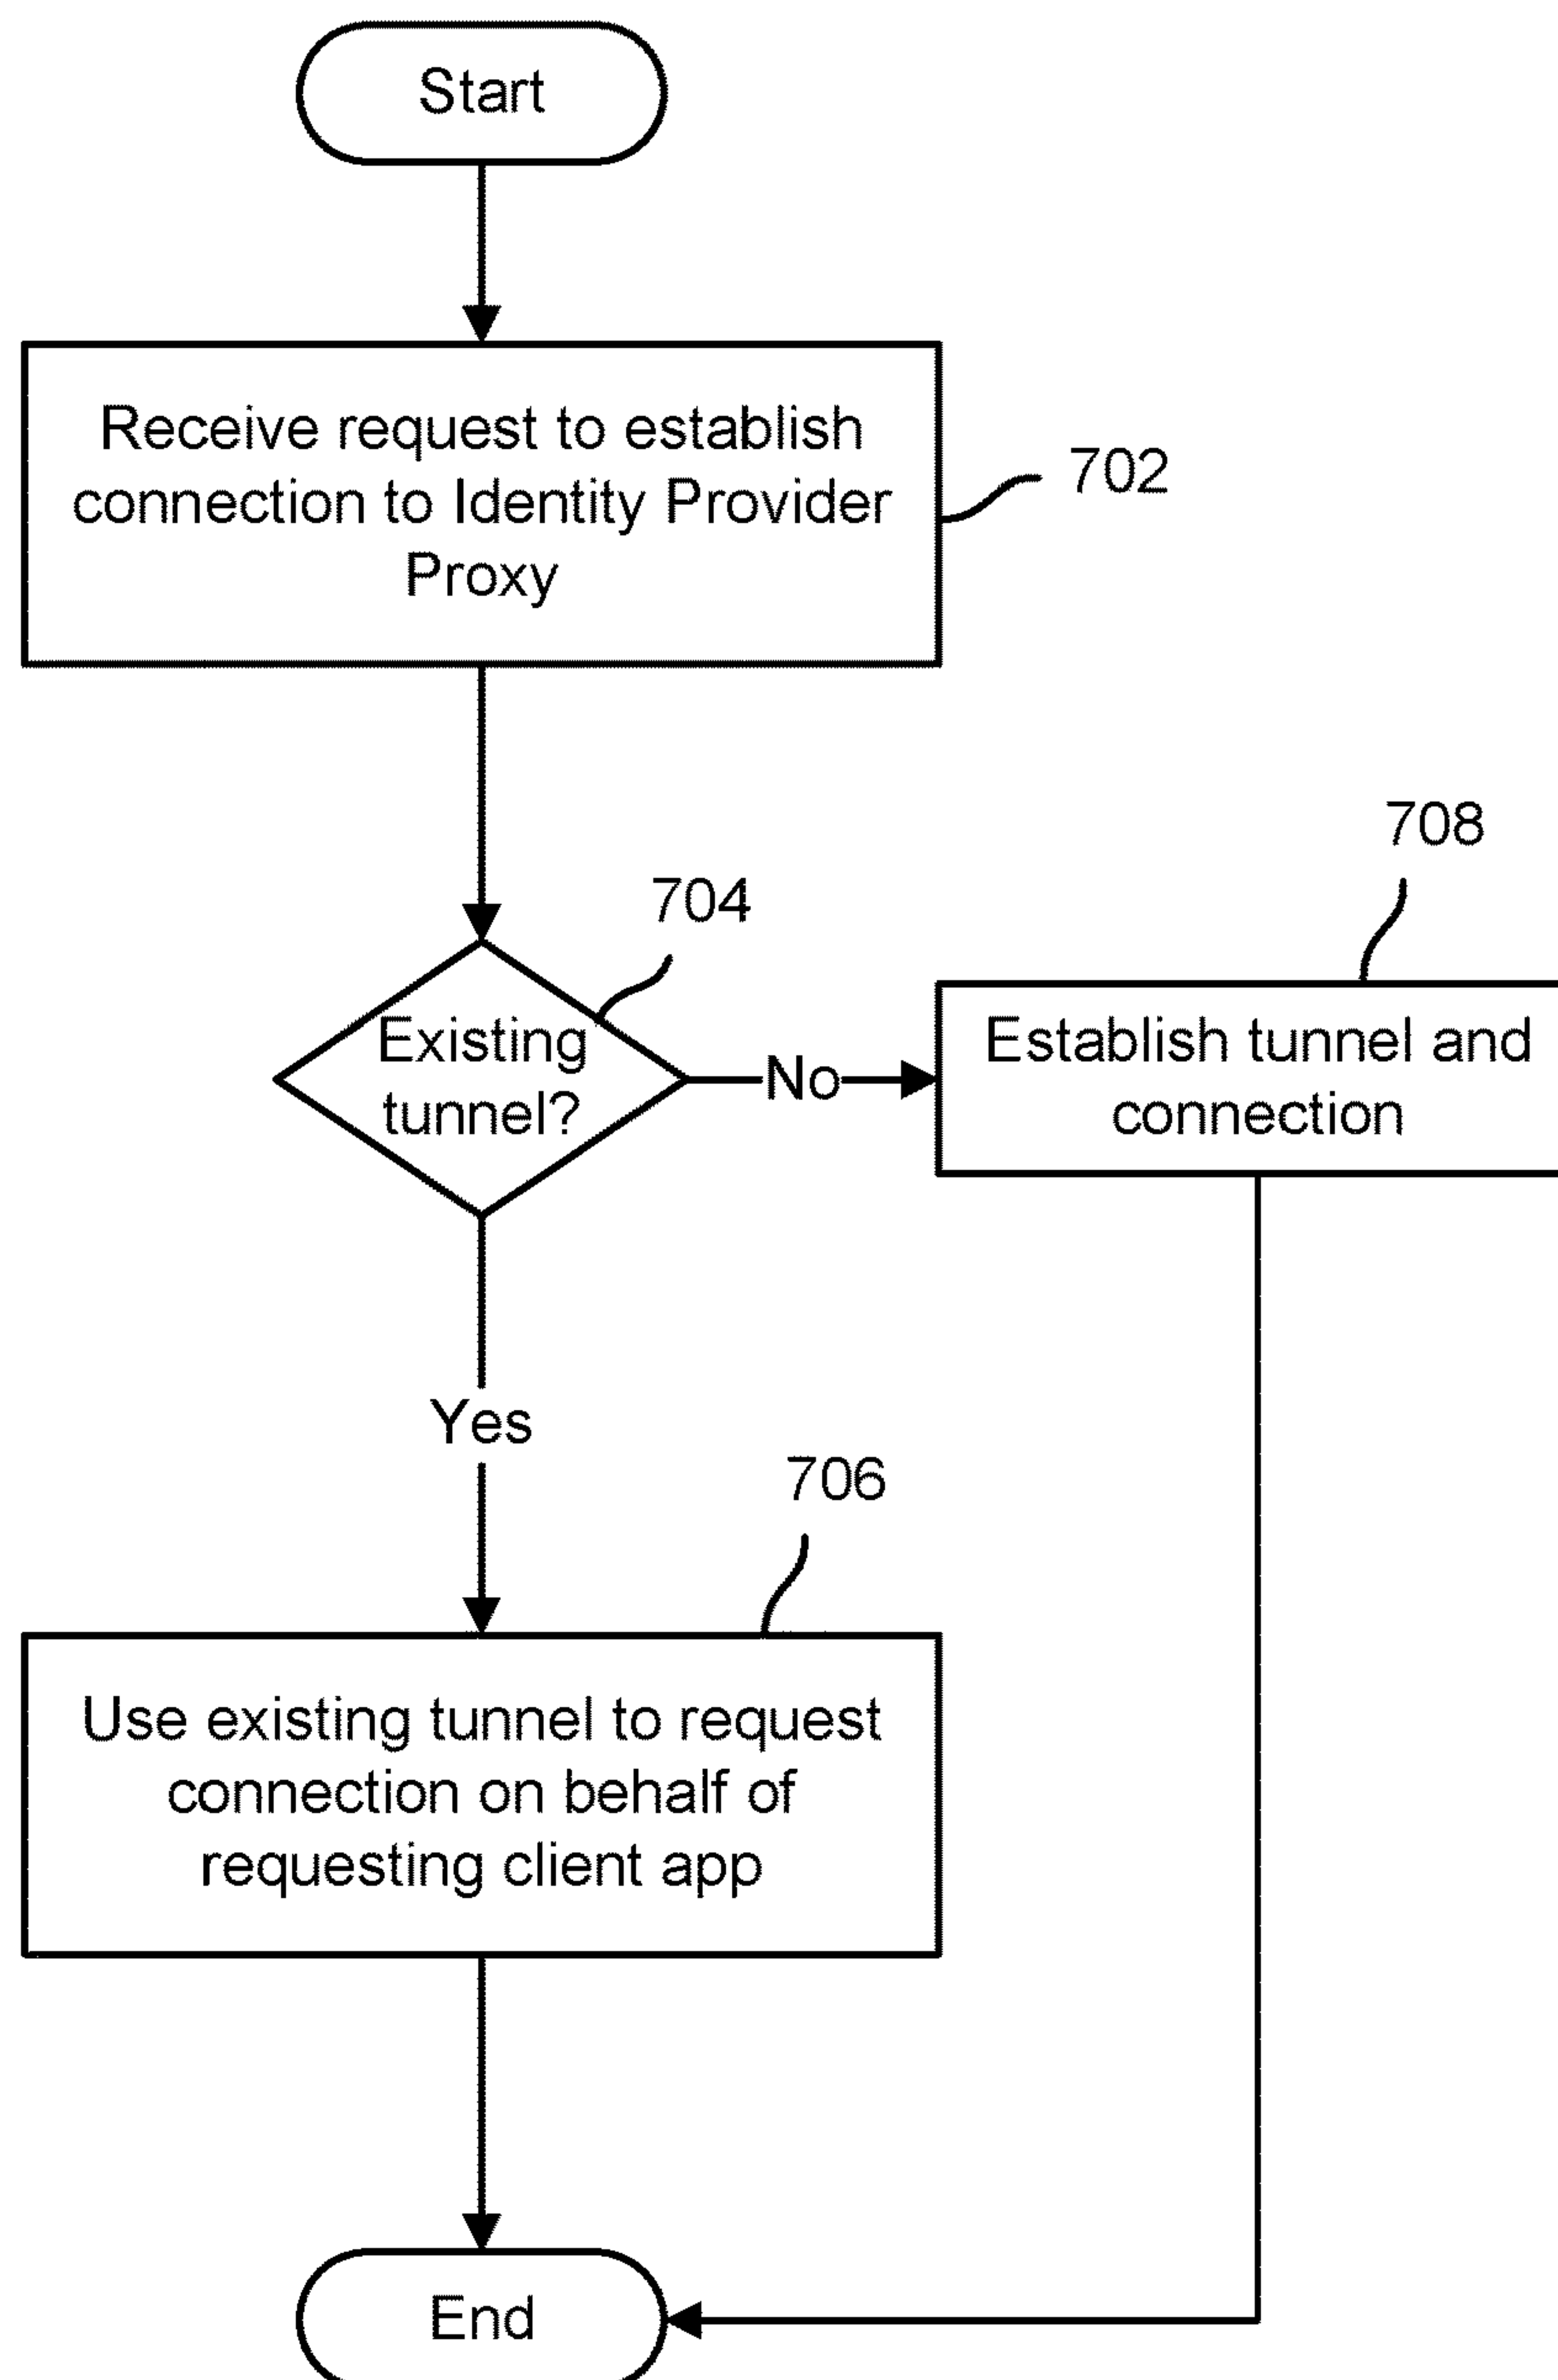 Start
Receive request to establish
connection to Identity Provider
Proxy
702
704
708
Existing
tunnel?
No
Establish tunnel and
connection
Yes
706
Use existing tunnel to request
connection on behalf of
requesting client app
End